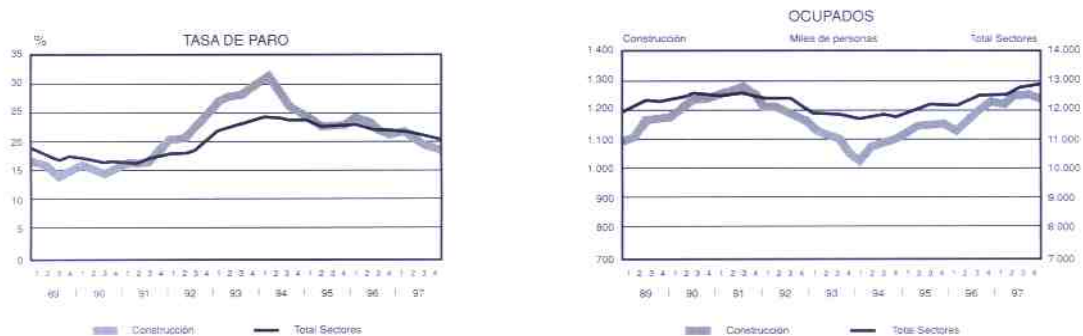 TASA DE PARO
%
35
30
25
20
15
10
5
0
1 2 3 4 1 2 3 4 1 2 3 4 1 2 3 4 1 2 3 4 1 2 3 4 1 2 3 4 1 2 3 4 1 2 3 4
89 90 91 92 93 94 95 96 97
Construcción Total Sectores
OCUPADOS
Construcción Miles de personas Total Sectores
1.400 14.000
1.300 13.000
1.200 12.000
1.100 11.000
1.000 10.000
900 9.000
800 8.000
700 7.000
1 2 3 4 1 2 3 4 1 2 3 4 1 2 3 4 1 2 3 4 1 2 3 4 1 2 3 4 1 2 3 4 1 2 3 4
89 90 91 92 93 94 95 96 97
Construcción Total Sectores